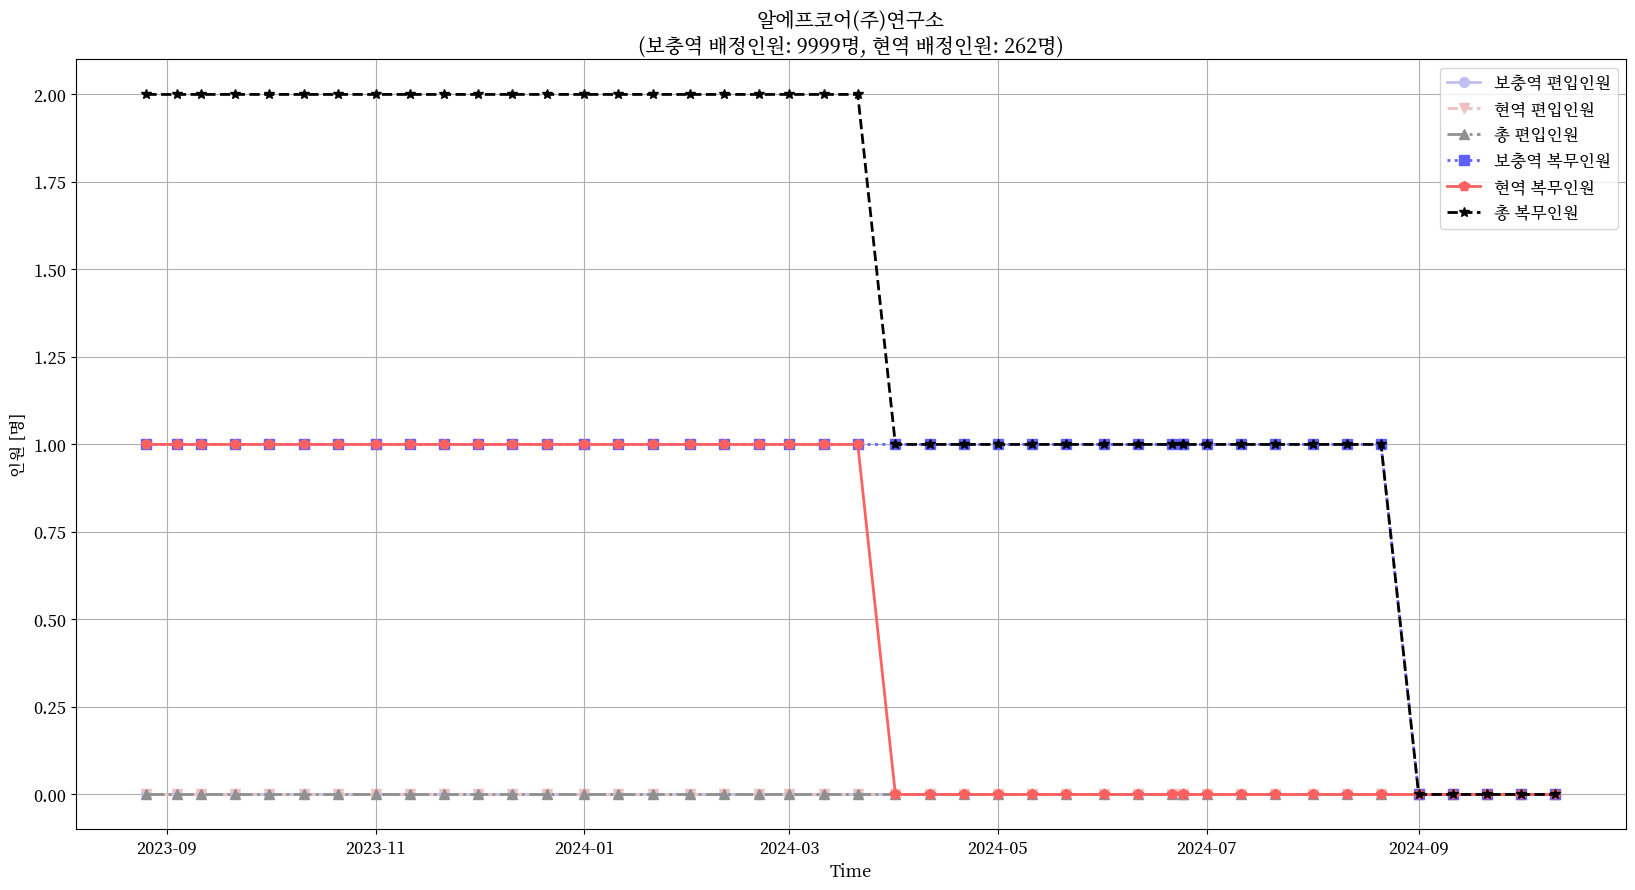 알에프코어(주)연구소
(보충역 배정인원: 9999명, 현역 배정인원: 262명)
보충역 편입인원
현역 편입인원
총 편입인원
보충역 복무인원
현역 복무인원
총 복무인원
2.00
1.75
1.50
1.25
1.00
0.75
0.50
0.25
0.00
인원 [명]
2023-09 2023-11 2024-01 2024-03 2024-05 2024-07 2024-09
Time